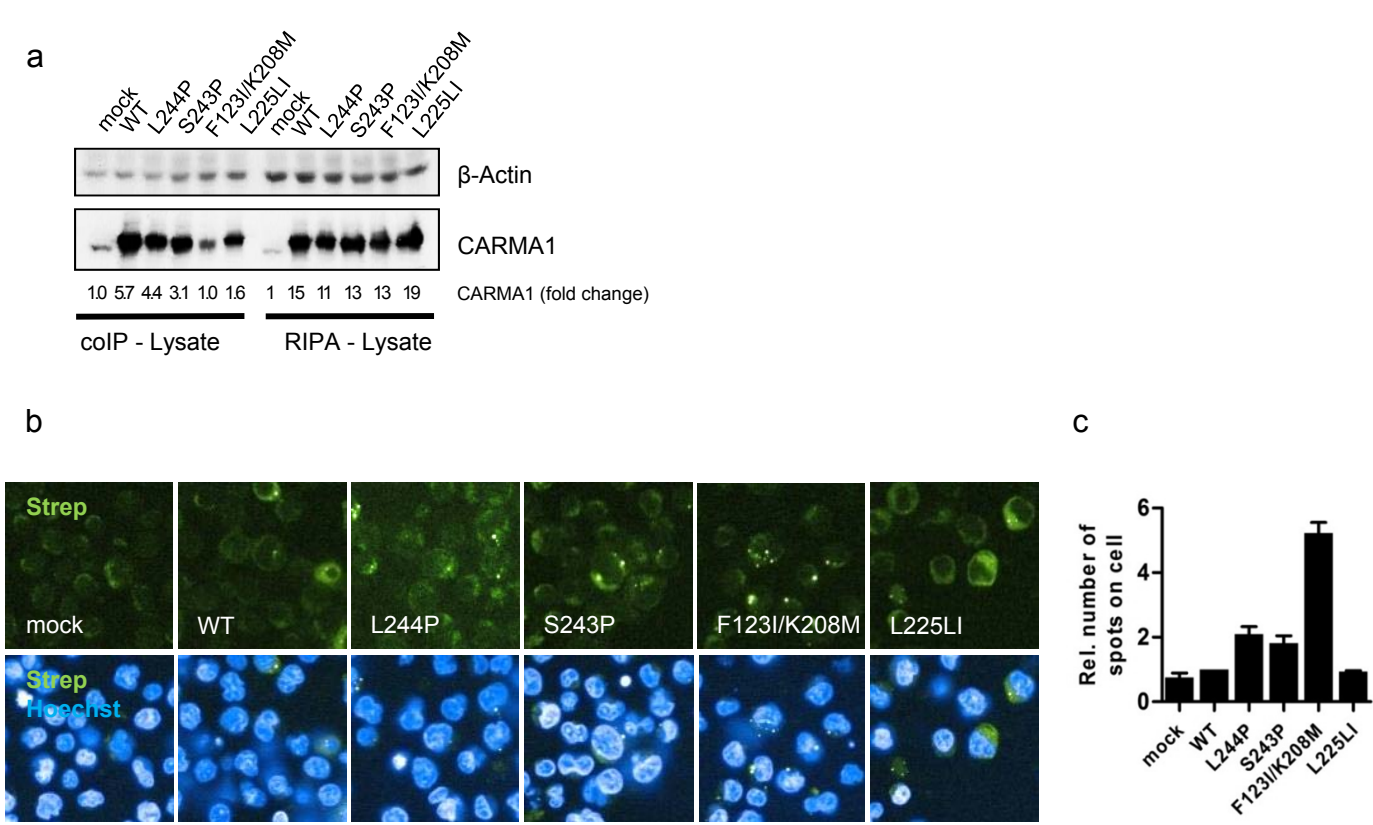 a
mock WT L244P S243P F123I/K208M L225LI mock WT L244P S243P F123I/K208M L225LI
β-Actin
CARMA1
1.0 5.7 4.4 3.1 1.0 1.6 1 15 11 13 13 19 CARMA1 (fold change)
coIP - Lysate RIPA - Lysate
b
Strep
mock WT L244P S243P F123I/K208M L225LI
Strep
Hoechst
c
Rel. number of
spots on cell
6
4
2
0
mock WT L244P S243P F123I/K208M L225LI